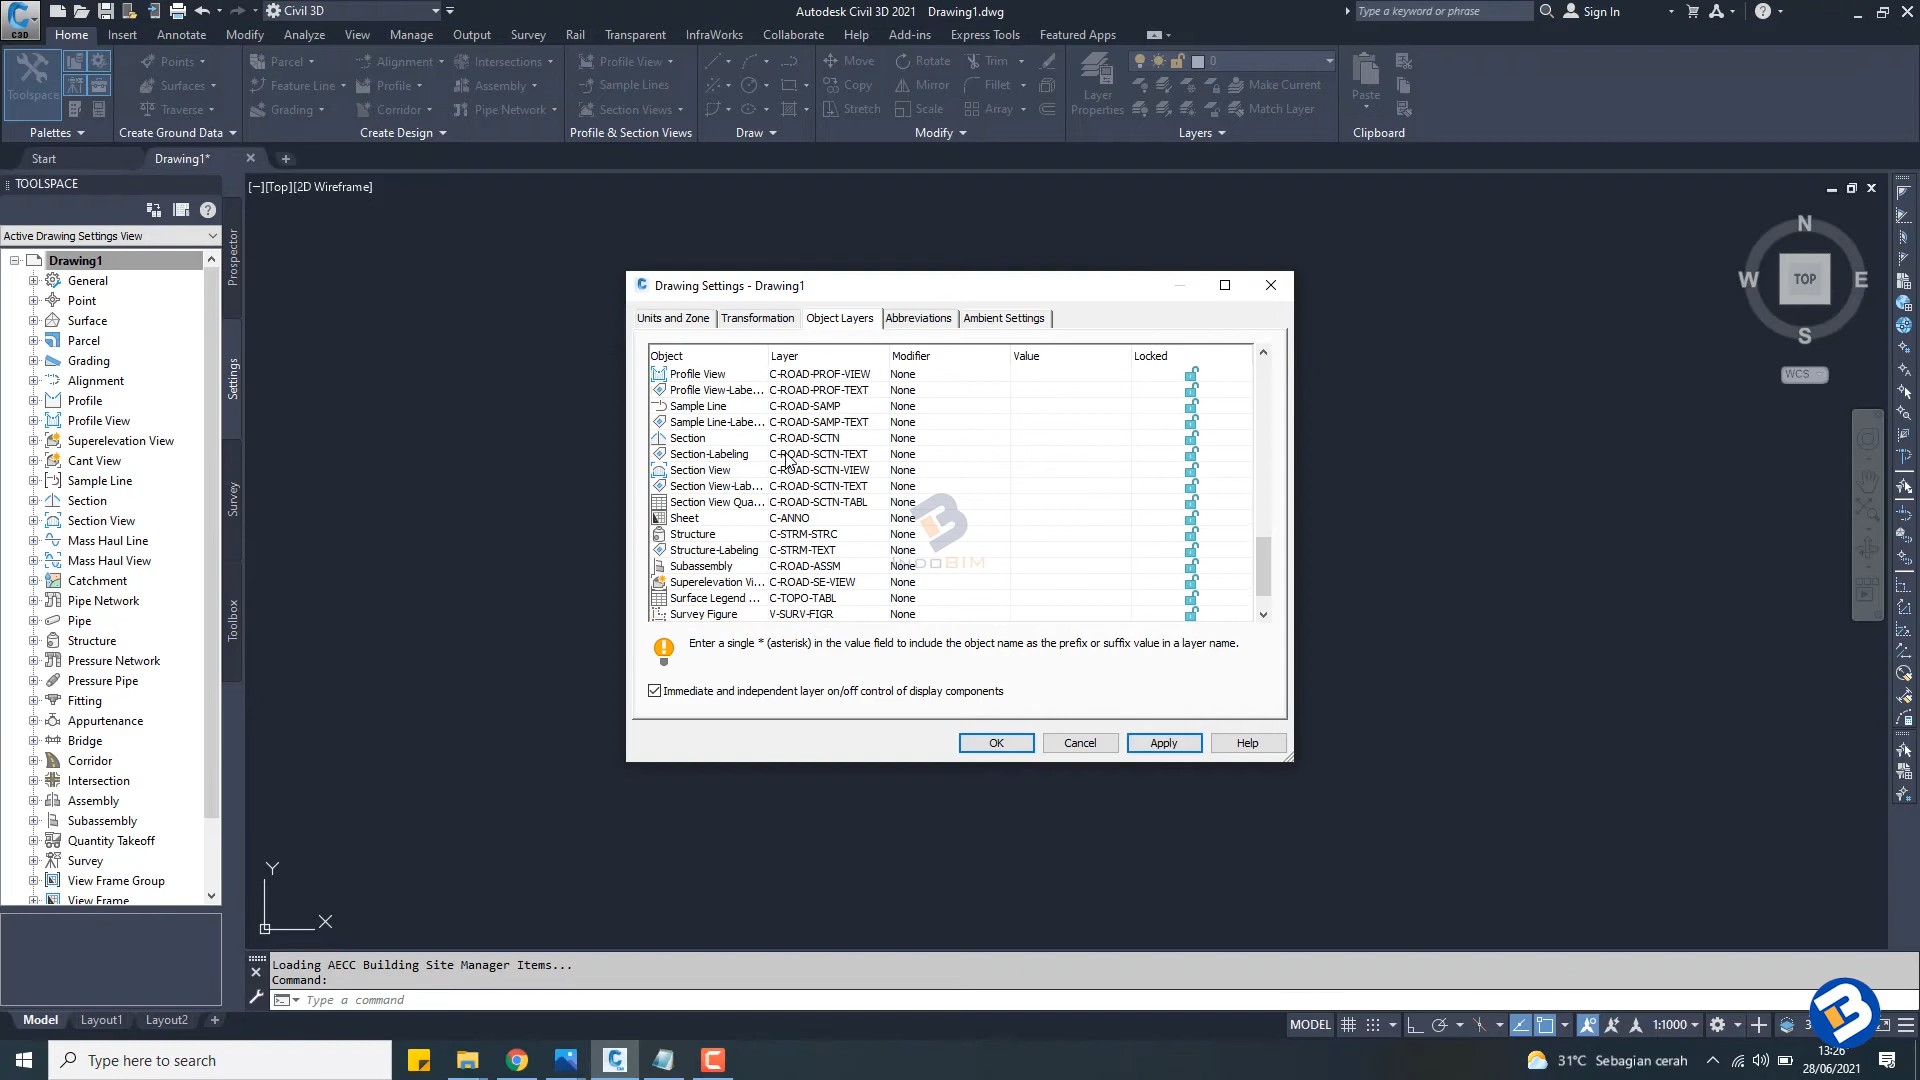 Civil 3D
Autodesk Civil 3D 2021 Drawing1.dwg
Type a keyword or phrase
Sign In
C3D
Home Insert Annotate Modify Analyze View Manage Output Survey Rail Transparent InfraWorks Collaborate Help Add-ins Express Tools Featured Apps
Points Parcel Alignment Intersections Profile View Move Rotate Trim 0
Toolspace Surfaces Feature Line Profile Assembly Sample Lines Copy Mirror Fillet Layer Properties Make Current Paste
Traverse Grading Corridor Pipe Network Section Views Stretch Scale Array Match Layer
Palettes Create Ground Data Create Design Profile & Section Views Draw Modify Layers Clipboard
Start Drawing1*
TOOLSPACE
Active Drawing Settings View
Prospector
Settings
Survey
Toolbox
Drawing1
General
Point
Surface
Parcel
Grading
Alignment
Profile
Profile View
Superelevation View
Cant View
Sample Line
Section
Section View
Mass Haul Line
Mass Haul View
Catchment
Pipe Network
Pipe
Structure
Pressure Network
Pressure Pipe
Fitting
Appurtenance
Bridge
Corridor
Intersection
Assembly
Subassembly
Quantity Takeoff
Survey
View Frame Group
View Frame
[−][Top][2D Wireframe]
N
W TOP E
S
WCS
Drawing Settings - Drawing1
Units and Zone Transformation Object Layers Abbreviations Ambient Settings
Object Layer Modifier Value Locked
Profile View C-ROAD-PROF-VIEW None
Profile View-Labe... C-ROAD-PROF-TEXT None
Sample Line C-ROAD-SAMP None
Sample Line-Labe... C-ROAD-SAMP-TEXT None
Section C-ROAD-SCTN None
Section-Labeling C-ROAD-SCTN-TEXT None
Section View C-ROAD-SCTN-VIEW None
Section View-Lab... C-ROAD-SCTN-TEXT None
Section View Qua... C-ROAD-SCTN-TABL None
Sheet C-ANNO None
Structure C-STRM-STRC None
Structure-Labeling C-STRM-TEXT None
Subassembly C-ROAD-ASSM None
Superelevation Vi... C-ROAD-SE-VIEW None
Surface Legend ... C-TOPO-TABL None
Survey Figure V-SURV-FIGR None
Enter a single * (asterisk) in the value field to include the object name as the prefix or suffix value in a layer name.
Immediate and independent layer on/off control of display components
OK Cancel Apply Help
Y
X
Loading AECC Building Site Manager Items...
Command:
Type a command
Model Layout1 Layout2
MODEL 1:1000
Type here to search
31°C Sebagian cerah
13:26
28/06/2021